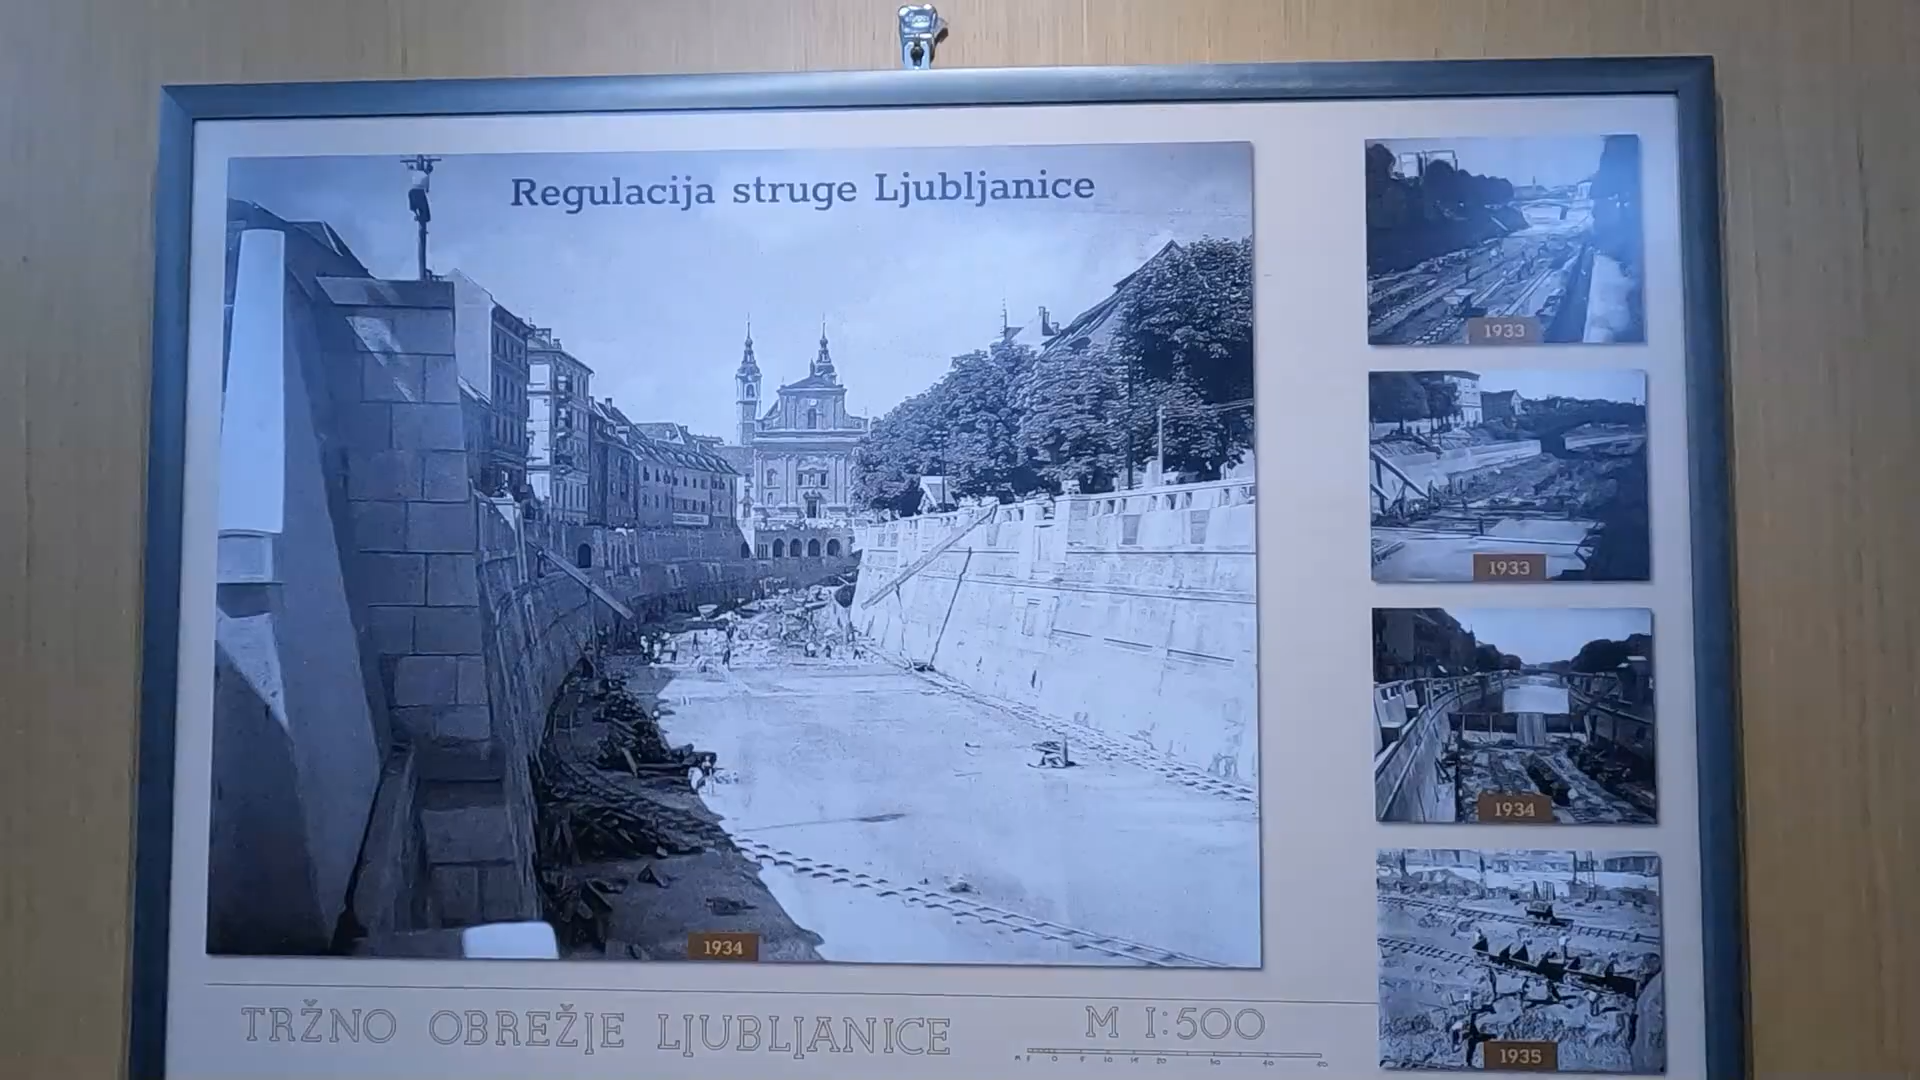 Regulacija struge Ljubljanice
1934
1933
1933
1934
1935
TRŽNO OBREŽJE LJUBLJANICE
M 1:500